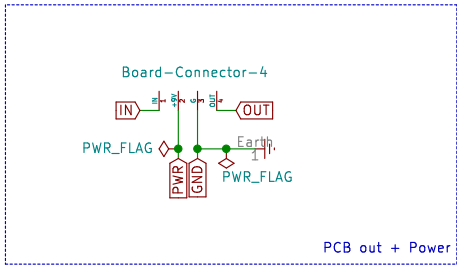 Board-Connector-4
IN +9V G OUT
1 2 3 4
IN OUT
Earth
1
PWR_FLAG
PWR GND PWR_FLAG
PCB out + Power